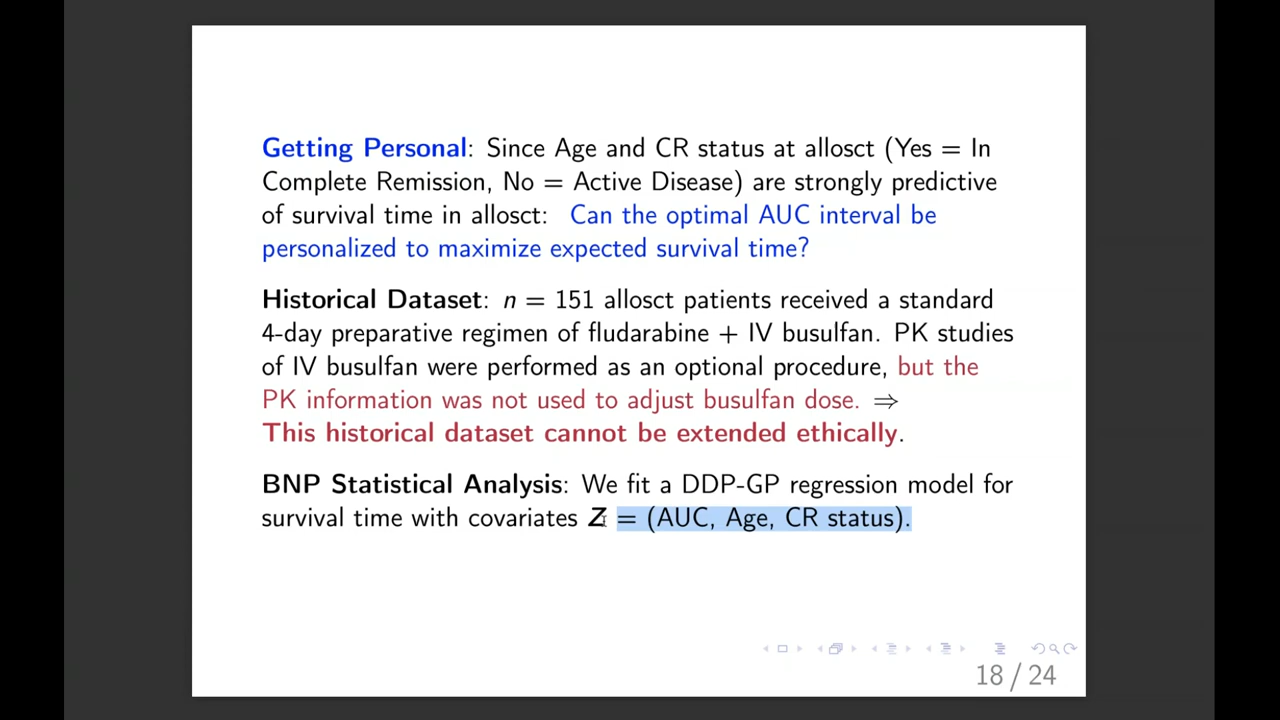 Getting Personal: Since Age and CR status at allosct (Yes = In
Complete Remission, No = Active Disease) are strongly predictive
of survival time in allosct: Can the optimal AUC interval be
personalized to maximize expected survival time?
Historical Dataset: n = 151 allosct patients received a standard
4-day preparative regimen of fludarabine + IV busulfan. PK studies
of IV busulfan were performed as an optional procedure, but the
PK information was not used to adjust busulfan dose. ⇒
This historical dataset cannot be extended ethically.
BNP Statistical Analysis: We fit a DDP-GP regression model for
survival time with covariates Z = (AUC, Age, CR status).
18 / 24